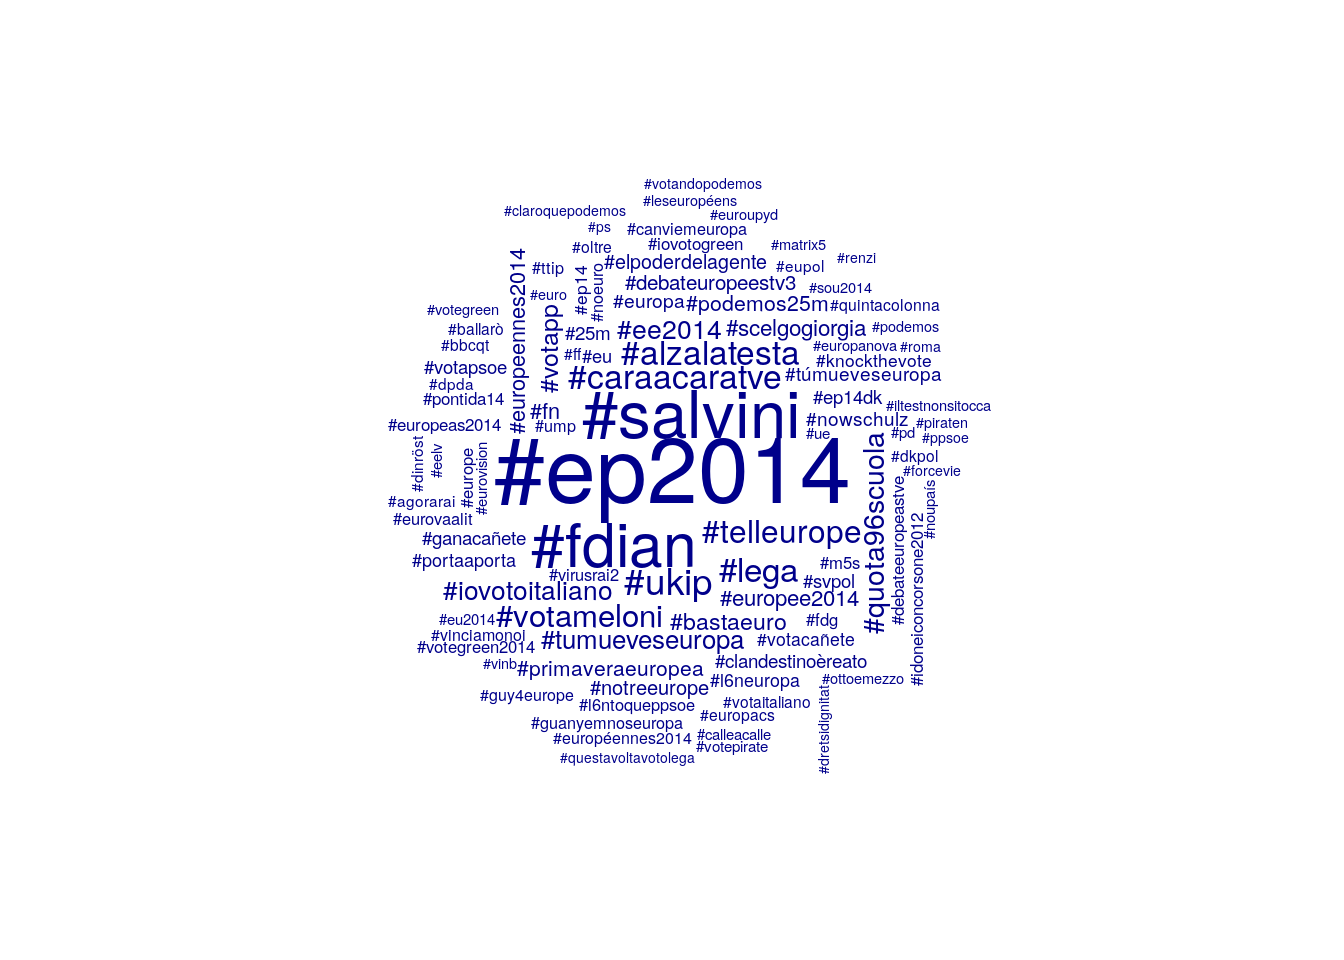 #votandopodemos
#leseuropéens
#claroquepodemos
#euroupyd
#ps
#canviemeuropa
#oltre
#iovotogreen
#matrix5
#renzi
#elpoderdelagente
#eupol
#ttip
#debateuropeestv3
#sou2014
#ep14
#noeuro
#euro
#europa
#podemos25m
#quintacolonna
#europeennes2014
#votegreen
#votapp
#ballarò
#25m
#ee2014
#scelgogiorgia
#podemos
#bbcqt
#ff
#eu
#alzalatesta
#europanova
#roma
#knockthevote
#votapsoe
#caraacaratve
#túmueveseuropa
#dpda
#pontida14
#fn
#salvini
#ep14dk
#iltestnonsitocca
#europeas2014
#ump
#nowschulz
#piraten
#ue
#pd
#ppsoe
#dinröst
#eelv
#europe
#eurovision
#ep2014
#quota96scuola
#dkpol
#forcevie
#agorarai
#eurovaalit
#debateeuropeastve
#noupaís
#idoneiconcorsone2012
#ganacañete
#fdian
#telleurope
#portaaporta
#virusrai2
#ukip
#lega
#m5s
#svpol
#iovotoitaliano
#europee2014
#eu2014
#votameloni
#bastaeuro
#fdg
#vinciamonoi
#votegreen2014
#tumueveseuropa
#votacañete
#vinb
#primaveraeuropea
#clandestinoèreato
#guy4europe
#notreeurope
#l6neuropa
#ottoemezzo
#l6ntoqueppsoe
#votaitaliano
#guanyemnoseuropa
#europacs
#dretsidignitat
#européennes2014
#calleacalle
#votepirate
#questavoltavotolega